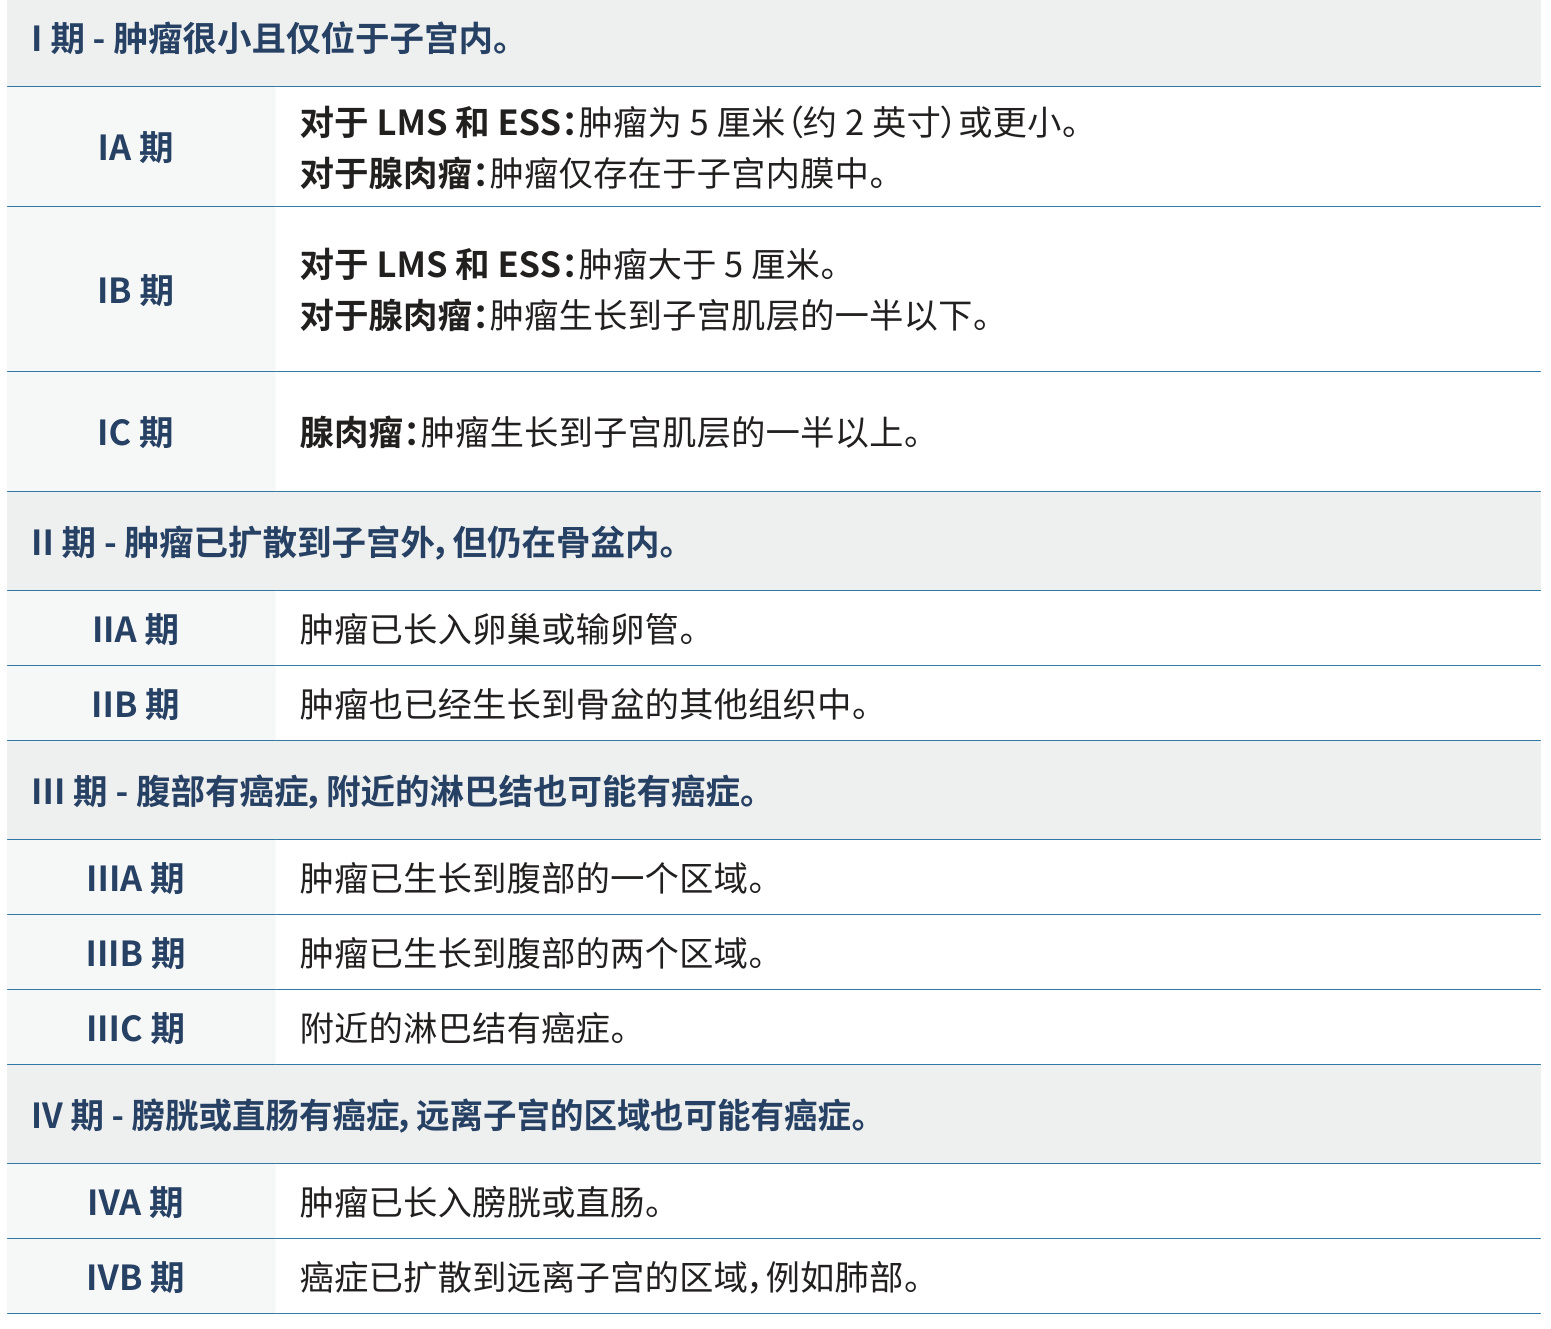 I 期 - 肿瘤很小且仅位于子宫内。
IA 期
对于 LMS 和 ESS：肿瘤为 5 厘米（约 2 英寸）或更小。
对于腺肉瘤：肿瘤仅存在于子宫内膜中。
IB 期
对于 LMS 和 ESS：肿瘤大于 5 厘米。
对于腺肉瘤：肿瘤生长到子宫肌层的一半以下。
IC 期
腺肉瘤：肿瘤生长到子宫肌层的一半以上。
II 期 - 肿瘤已扩散到子宫外，但仍在骨盆内。
IIA 期
肿瘤已长入卵巢或输卵管。
IIB 期
肿瘤也已经生长到骨盆的其他组织中。
III 期 - 腹部有癌症，附近的淋巴结也可能有癌症。
IIIA 期
肿瘤已生长到腹部的一个区域。
IIIB 期
肿瘤已生长到腹部的两个区域。
IIIC 期
附近的淋巴结有癌症。
IV 期 - 膀胱或直肠有癌症，远离子宫的区域也可能有癌症。
IVA 期
肿瘤已长入膀胱或直肠。
IVB 期
癌症已扩散到远离子宫的区域，例如肺部。